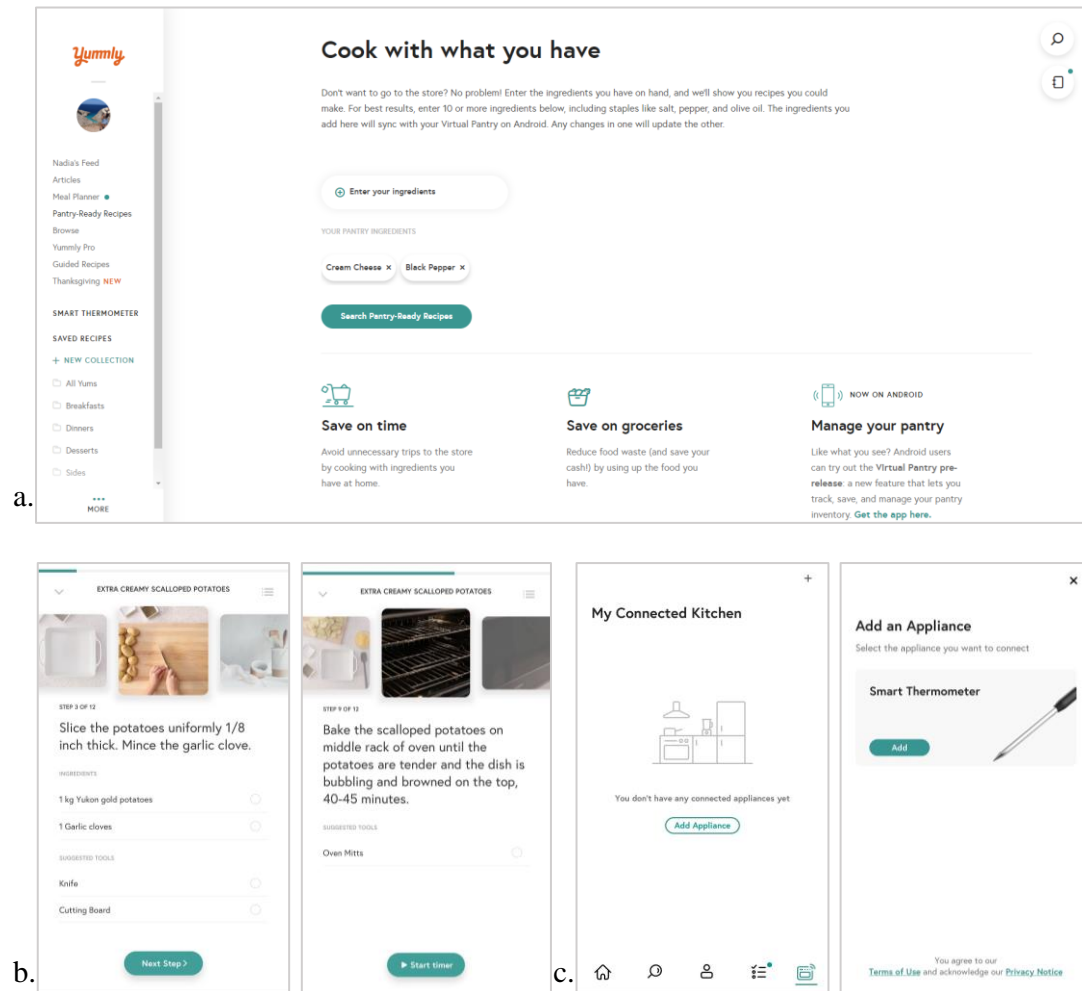 Yummly
Nadia's Feed
Articles
Meal Planner
Pantry-Ready Recipes
Browse
Yummly Pro
Guided Recipes
Thanksgiving NEW
SMART THERMOMETER
SAVED RECIPES
+ NEW COLLECTION
All Yums
Breakfasts
Dinners
Desserts
Sides
MORE
a.
Cook with what you have
Don't want to go to the store? No problem! Enter the ingredients you have on hand, and we'll show you recipes you could
make. For best results, enter 10 or more ingredients below, including staples like salt, pepper, and olive oil. The ingredients you
add here will sync with your Virtual Pantry on Android. Any changes in one will update the other.
Enter your ingredients
YOUR PANTRY INGREDIENTS
Cream Cheese × Black Pepper ×
Search Pantry-Ready Recipes
Save on time
Avoid unnecessary trips to the store
by cooking with ingredients you
have at home.
Save on groceries
Reduce food waste (and save your
cash!) by using up the food you
have.
NOW ON ANDROID
Manage your pantry
Like what you see? Android users
can try out the Virtual Pantry pre-
release: a new feature that lets you
track, save, and manage your pantry
inventory. Get the app here.
b.
EXTRA CREAMY SCALLOPED POTATOES
STEP 3 OF 12
Slice the potatoes uniformly 1/8
inch thick. Mince the garlic clove.
INGREDIENTS
1 kg Yukon gold potatoes
1 Garlic cloves
SUGGESTED TOOLS
Knife
Cutting Board
Next Step >
EXTRA CREAMY SCALLOPED POTATOES
STEP 9 OF 12
Bake the scalloped potatoes on
middle rack of oven until the
potatoes are tender and the dish is
bubbling and browned on the top,
40-45 minutes.
SUGGESTED TOOLS
Oven Mitts
Start timer
c.
+
My Connected Kitchen
You don't have any connected appliances yet
Add Appliance
×
Add an Appliance
Select the appliance you want to connect
Smart Thermometer
Add
You agree to our
Terms of Use and acknowledge our Privacy Notice